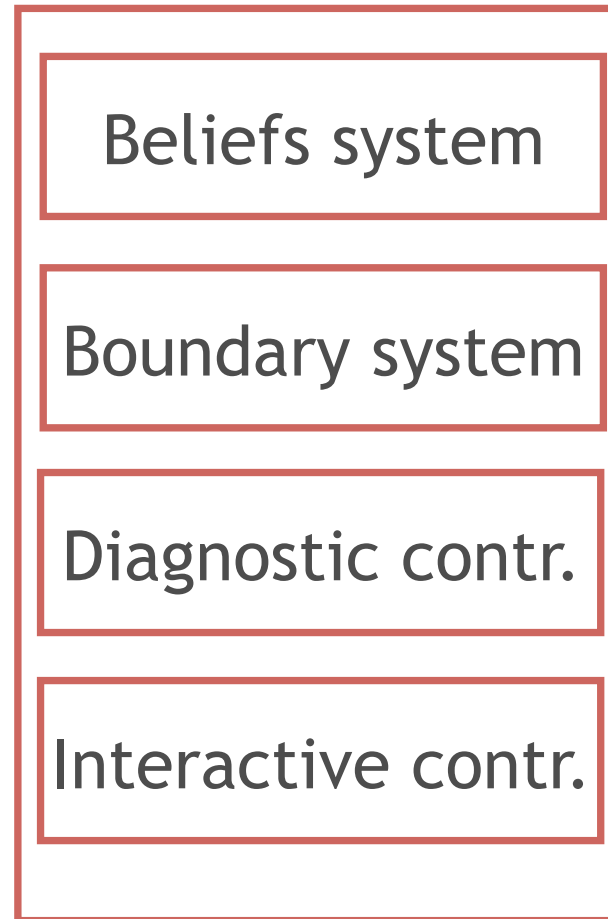 Beliefs system
Boundary system
Diagnostic contr.
Interactive contr.